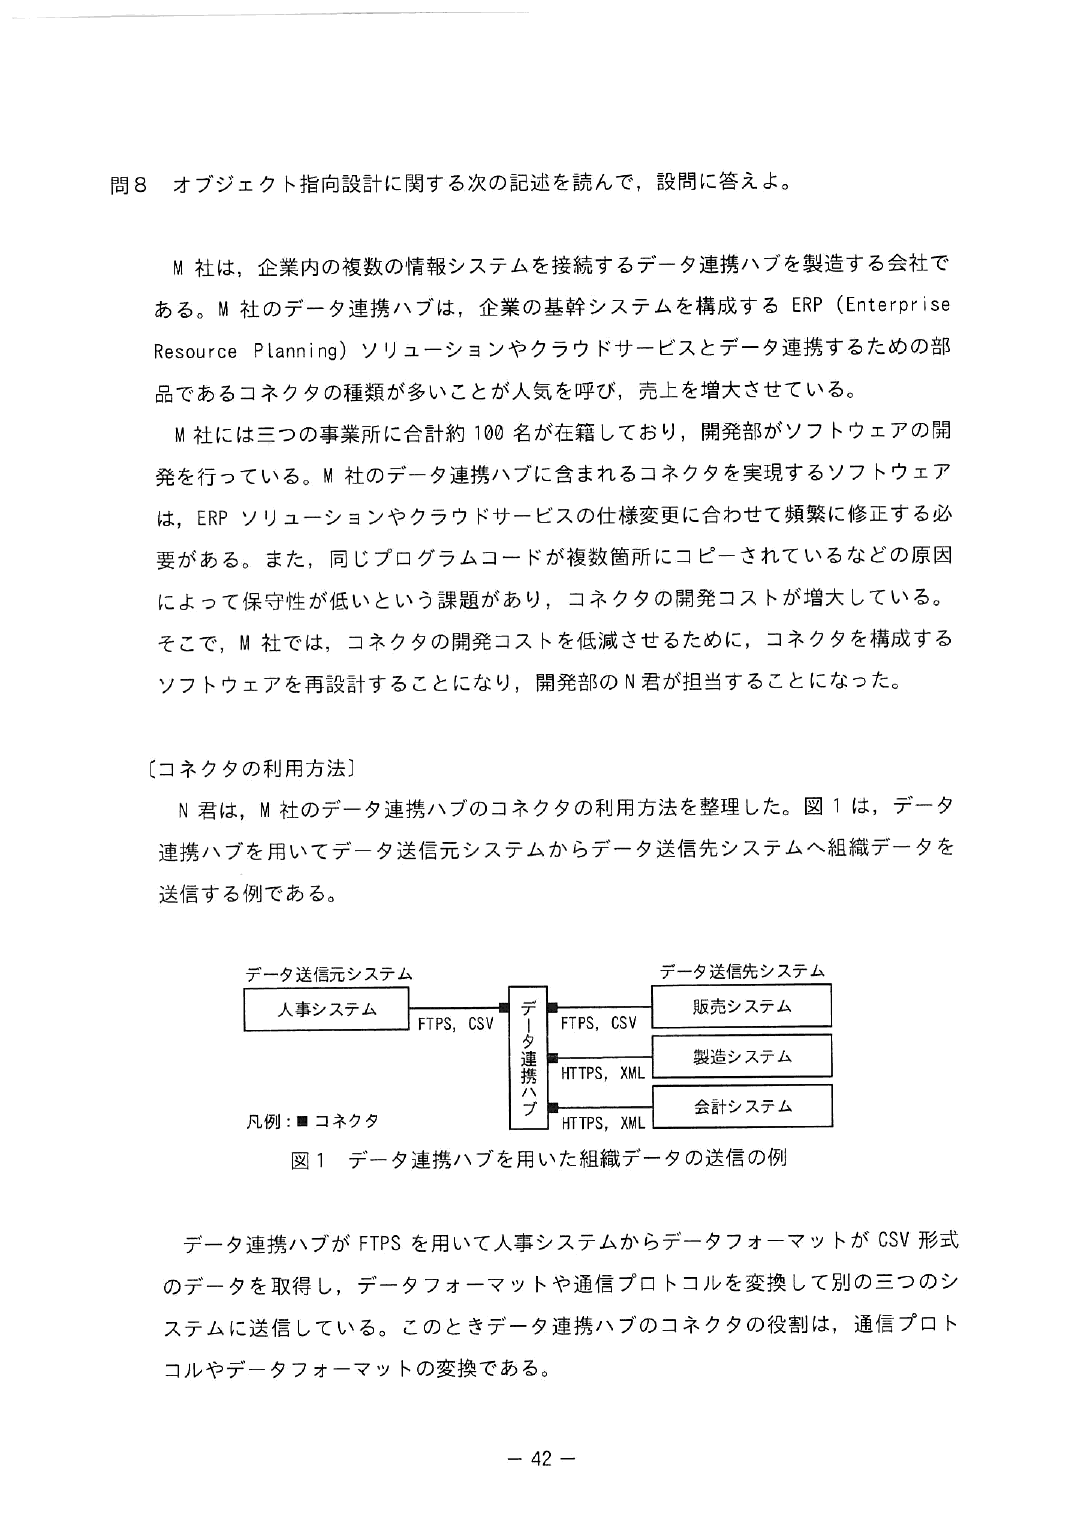 問8　オブジェクト指向設計に関する次の記述を読んで，設問に答えよ。
M 社は，企業内の複数の情報システムを接続するデータ連携ハブを製造する会社で
ある。M 社のデータ連携ハブは，企業の基幹システムを構成する ERP（Enterprise
Resource Planning）ソリューションやクラウドサービスとデータ連携するための部
品であるコネクタの種類が多いことが人気を呼び，売上を増大させている。
M 社には三つの事業所に合計約 100 名が在籍しており，開発部がソフトウェアの開
発を行っている。M 社のデータ連携ハブに含まれるコネクタを実現するソフトウェア
は，ERP ソリューションやクラウドサービスの仕様変更に合わせて頻繁に修正する必
要がある。また，同じプログラムコードが複数箇所にコピーされているなどの原因
によって保守性が低いという課題があり，コネクタの開発コストが増大している。
そこで，M 社では，コネクタの開発コストを低減させるために，コネクタを構成する
ソフトウェアを再設計することになり，開発部の N 君が担当することになった。
〔コネクタの利用方法〕
N 君は，M 社のデータ連携ハブのコネクタの利用方法を整理した。図 1 は，データ
連携ハブを用いてデータ送信元システムからデータ送信先システムへ組織データを
送信する例である。
データ送信元システム
データ送信先システム
人事システム
FTPS, CSV
データ連携ハブ
FTPS, CSV
販売システム
HTTPS, XML
製造システム
HTTPS, XML
会計システム
凡例：■ コネクタ
図1　データ連携ハブを用いた組織データの送信の例
データ連携ハブが FTPS を用いて人事システムからデータフォーマットが CSV 形式
のデータを取得し，データフォーマットや通信プロトコルを変換して別の三つのシ
ステムに送信している。このときデータ連携ハブのコネクタの役割は，通信プロト
コルやデータフォーマットの変換である。
－ 42 －